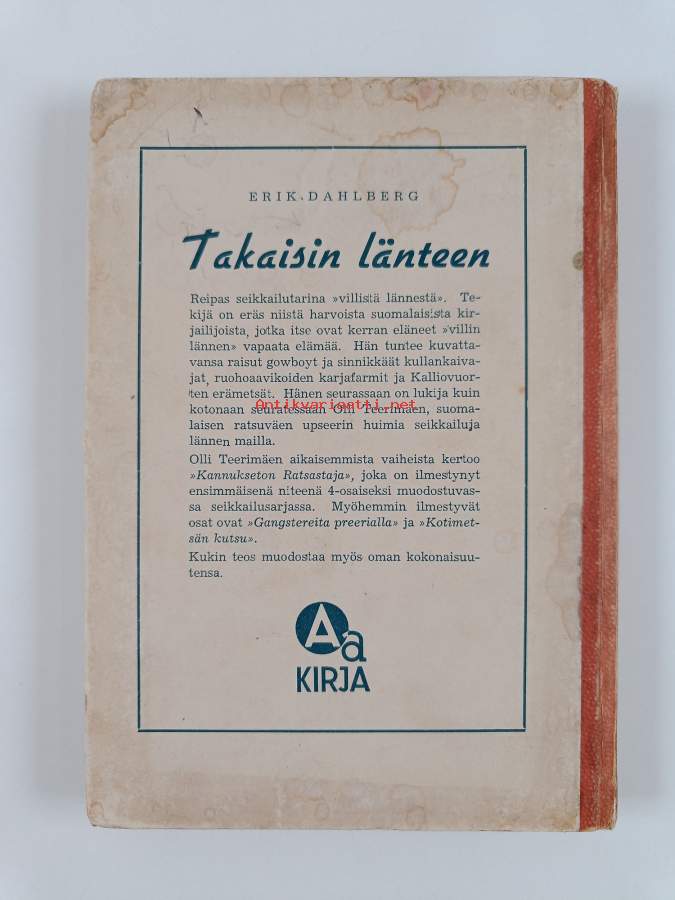 ERIK DAHLBERG
Takaisin länteen
Reipas seikkailutarina »villistä lännestä». Te-
kijä on eräs niistä harvoista suomalaisista kir-
jailijoista, jotka itse ovat kerran eläneet »villin
lännen» vapaata elämää. Hän tuntee kuvatta-
vansa raisut gowboyt ja sinnikkäät kullankaiva-
jat, ruohoaavikoiden karjafarmit ja Kalliovuor-
ten erämetsät. Hänen seurassaan on lukija kuin
Antikvariaatti.net
kotonaan seuratessaan Olli Teerimäen, suoma-
laisen ratsuväen upseerin huimia seikkailuja
lännen mailla.
Olli Teerimäen aikaisemmista vaiheista kertoo
»Kannukseton Ratsastaja», joka on ilmestynyt
ensimmäisenä niteenä 4-osaiseksi muodostuvas-
sa seikkailusarjassa. Myöhemmin ilmestyvät
osat ovat »Gangstereita preerialla» ja »Kotimet-
sän kutsu».
Kukin teos muodostaa myös oman kokonaisuu-
tensa.
Aa
KIRJA